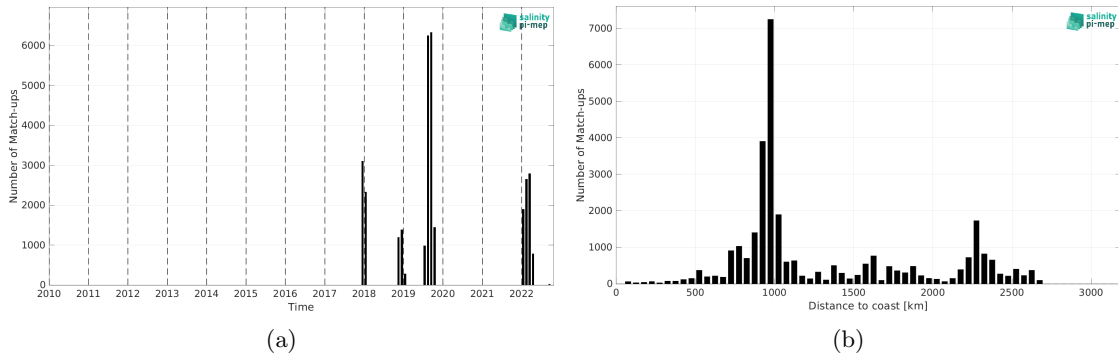 salinity
pi-mep
Number of Match-ups
6000
5000
4000
3000
2000
1000
0
2010 2011 2012 2013 2014 2015 2016 2017 2018 2019 2020 2021 2022
Time
(a)
salinity
pi-mep
Number of Match-ups
7000
6000
5000
4000
3000
2000
1000
0
0 500 1000 1500 2000 2500 3000
Distance to coast [km]
(b)